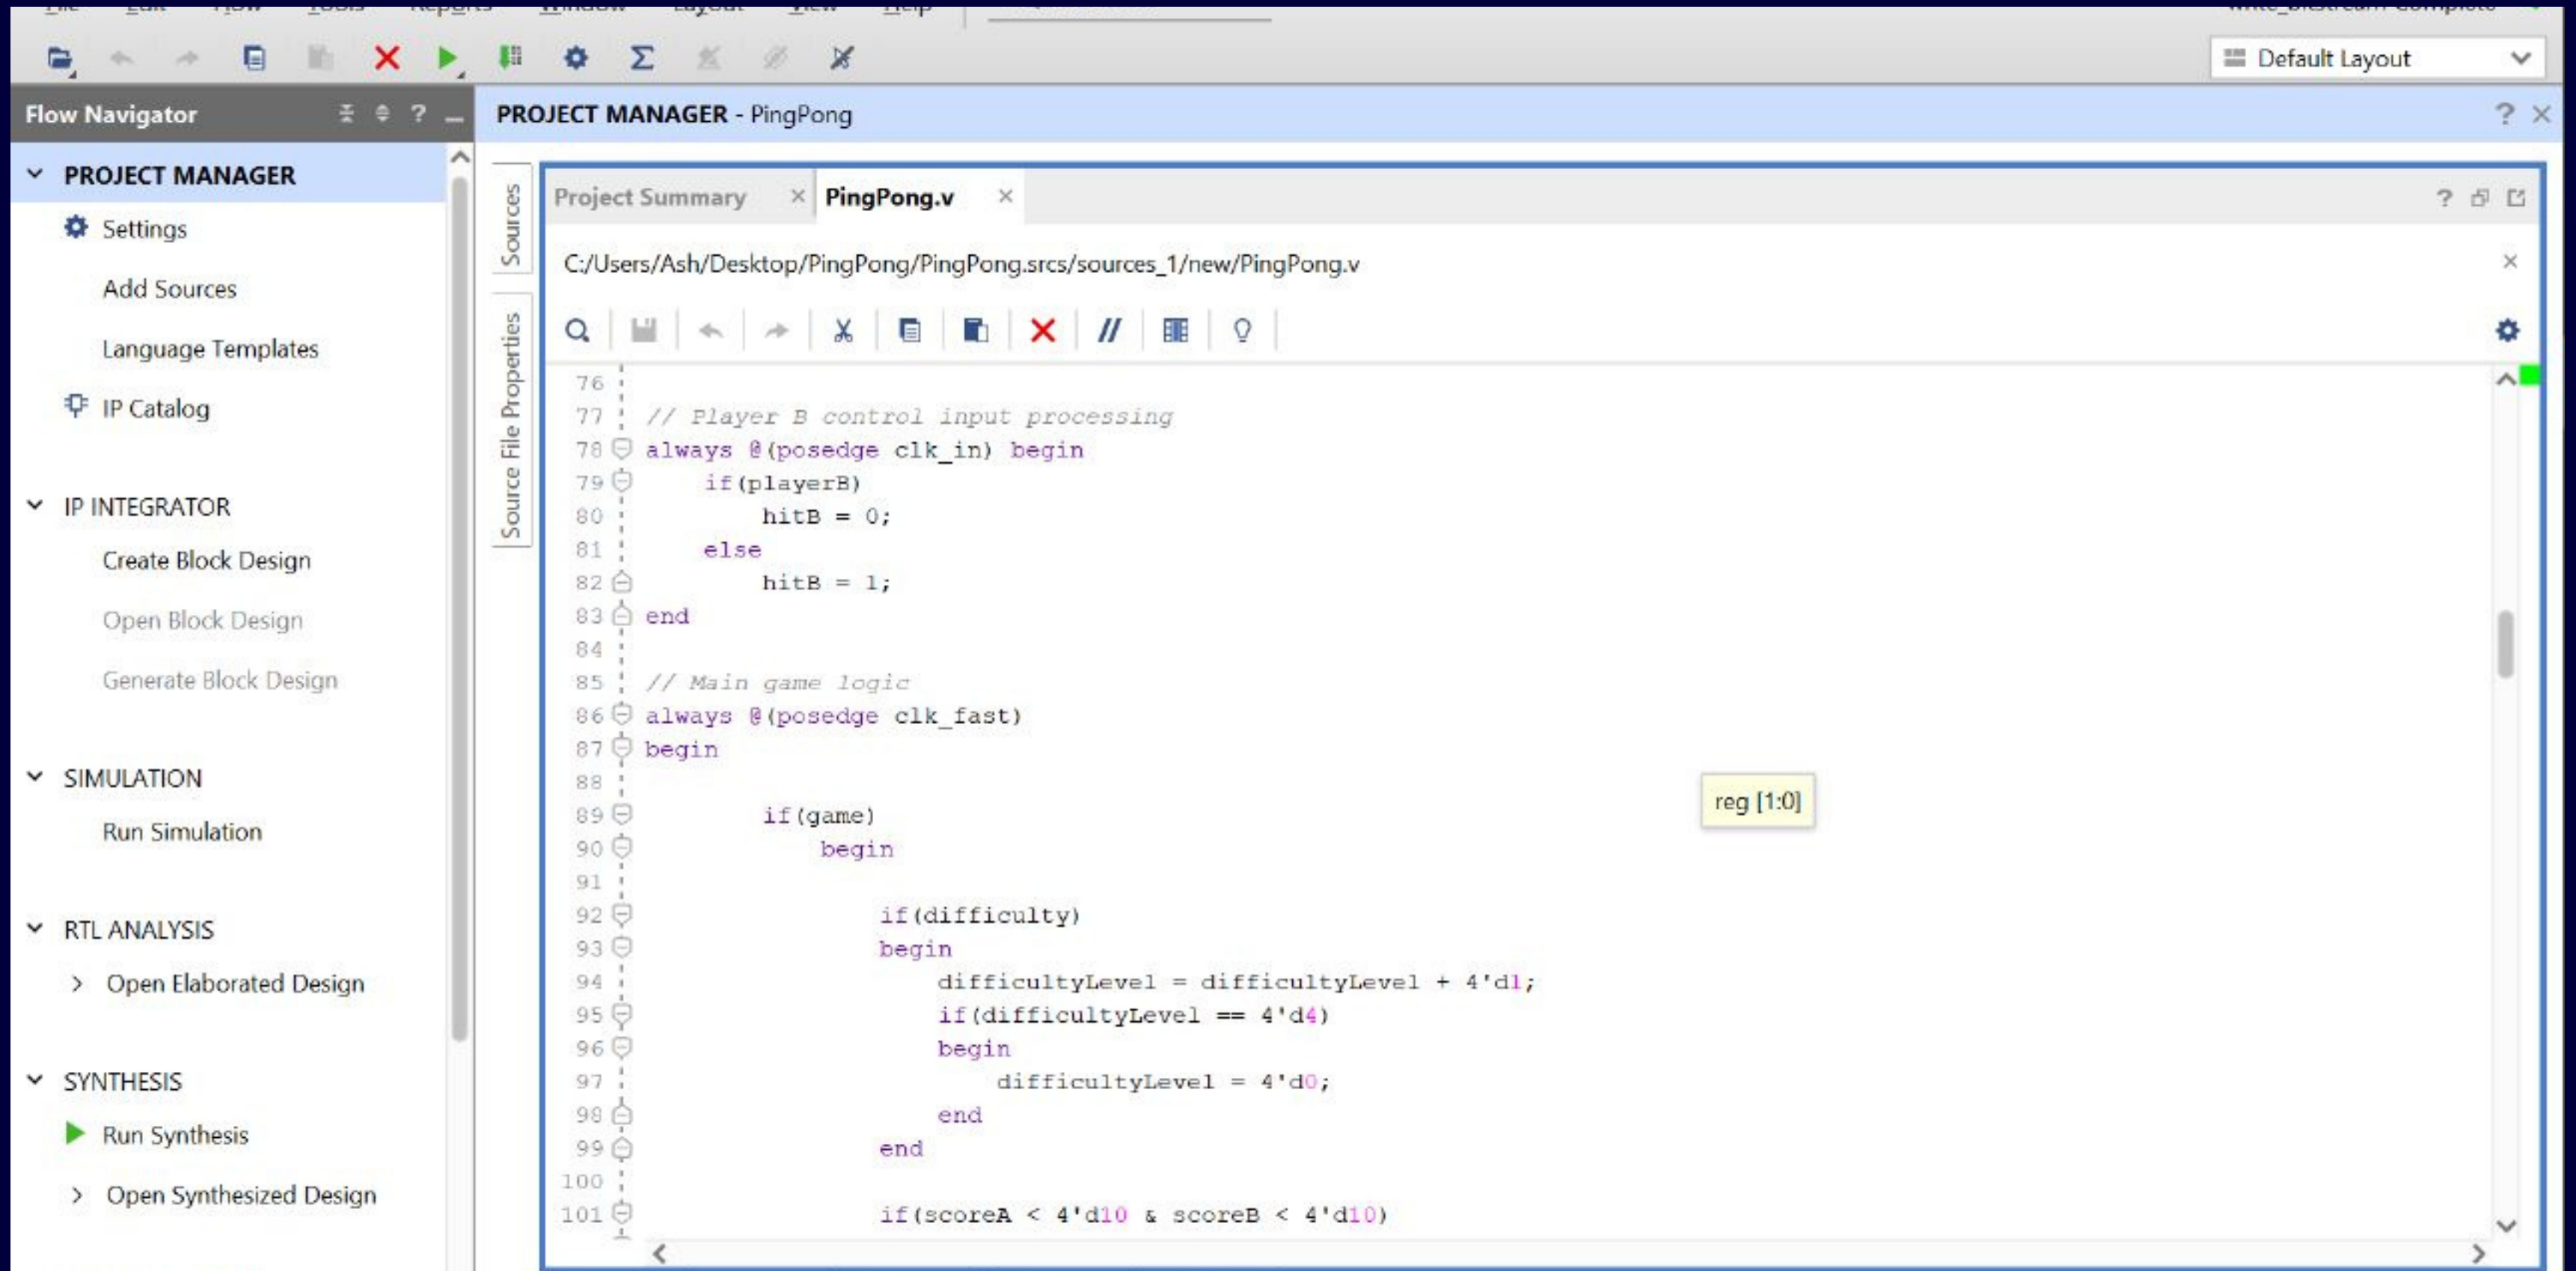 Default Layout
Flow Navigator
PROJECT MANAGER - PingPong
PROJECT MANAGER
Settings
Add Sources
Language Templates
IP Catalog
IP INTEGRATOR
Create Block Design
Open Block Design
Generate Block Design
SIMULATION
Run Simulation
RTL ANALYSIS
Open Elaborated Design
SYNTHESIS
Run Synthesis
Open Synthesized Design
Sources
Source File Properties
Project Summary
PingPong.v
C:/Users/Ash/Desktop/PingPong/PingPong.srcs/sources_1/new/PingPong.v
76
77 // Player B control input processing
78 always @(posedge clk_in) begin
79 if(playerB)
80 hitB = 0;
81 else
82 hitB = 1;
83 end
84
85 // Main game logic
86 always @(posedge clk_fast)
87 begin
88
89 if(game)
90 begin
91
92 if(difficulty)
93 begin
94 difficultyLevel = difficultyLevel + 4'd1;
95 if(difficultyLevel == 4'd4)
96 begin
97 difficultyLevel = 4'd0;
98 end
99 end
100
101 if(scoreA < 4'd10 & scoreB < 4'd10)
reg [1:0]